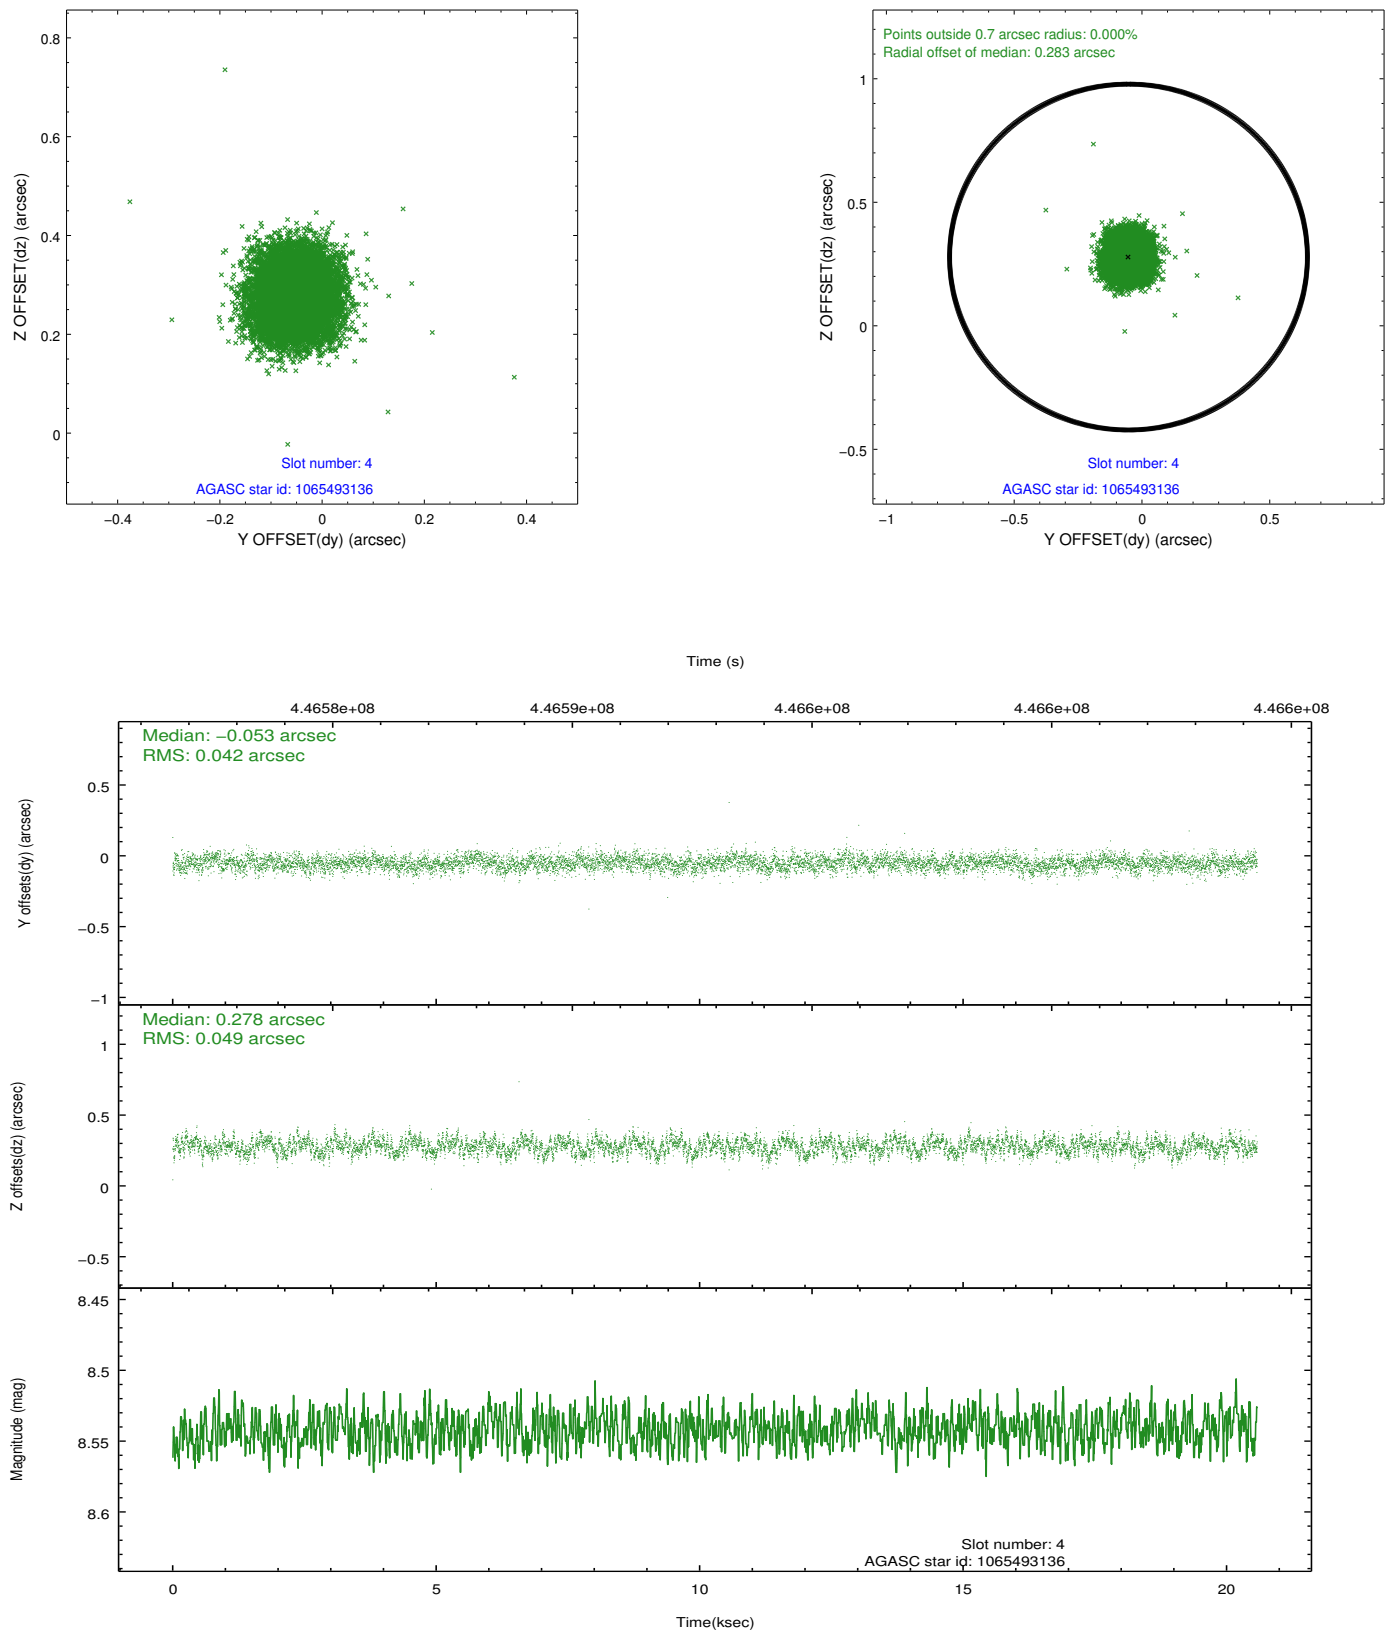 0.8
0.6
0.4
0.2
0
Z OFFSET(dz) (arcsec)
Slot number: 4
AGASC star id: 1065493136
−0.4 −0.2 0 0.2 0.4
Y OFFSET(dy) (arcsec)
Points outside 0.7 arcsec radius: 0.000%
Radial offset of median: 0.283 arcsec
1
0.5
0
−0.5
Z OFFSET(dz) (arcsec)
Slot number: 4
AGASC star id: 1065493136
−1 −0.5 0 0.5
Y OFFSET(dy) (arcsec)
Time (s)
4.4658e+08 4.4659e+08 4.466e+08 4.466e+08 4.466e+08
Median: −0.053 arcsec
RMS: 0.042 arcsec
0.5
0
−0.5
−1
Y offsets(dy) (arcsec)
Median: 0.278 arcsec
RMS: 0.049 arcsec
1
0.5
0
−0.5
Z offsets(dz) (arcsec)
8.45
8.5
8.55
8.6
Magnitude (mag)
Slot number: 4
AGASC star id: 1065493136
0 5 10 15 20
Time(ksec)